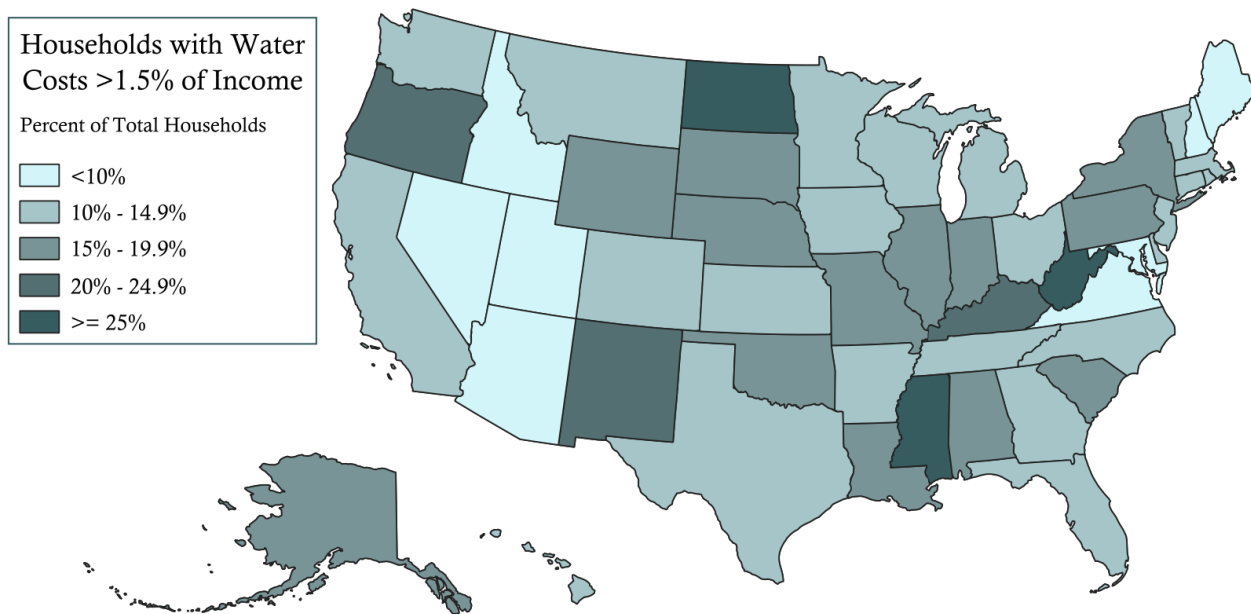 Households with Water
Costs >1.5% of Income
Percent of Total Households
<10%
10% - 14.9%
15% - 19.9%
20% - 24.9%
>= 25%